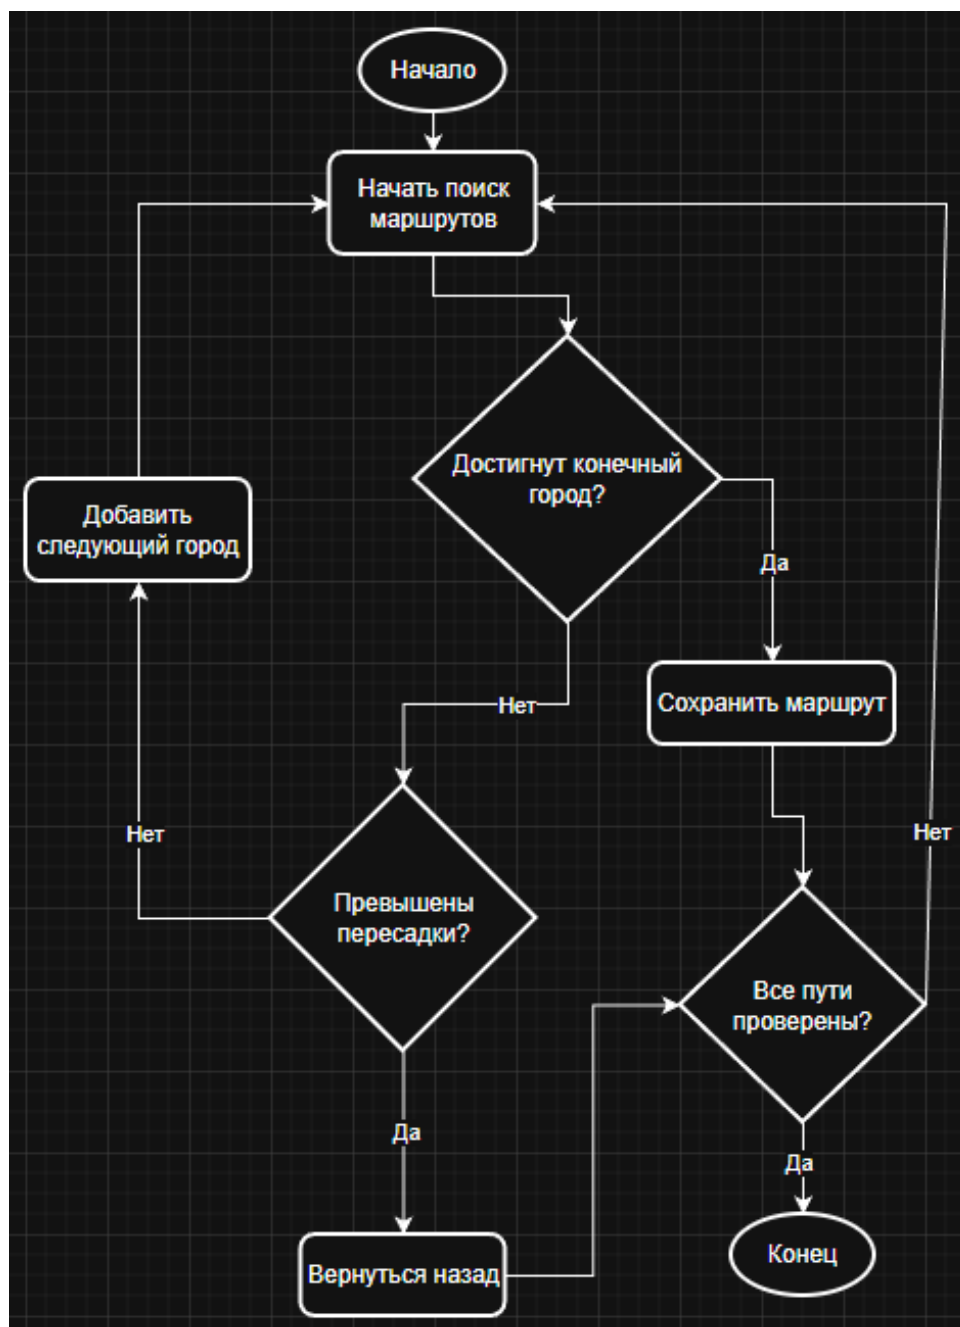 Начало
Начать поиск
маршрутов
Достигнут конечный
город?
Добавить
следующий город
Да
Сохранить маршрут
Нет
Нет
Нет
Превышены
пересадки?
Все пути
проверены?
Да
Да
Конец
Вернуться назад